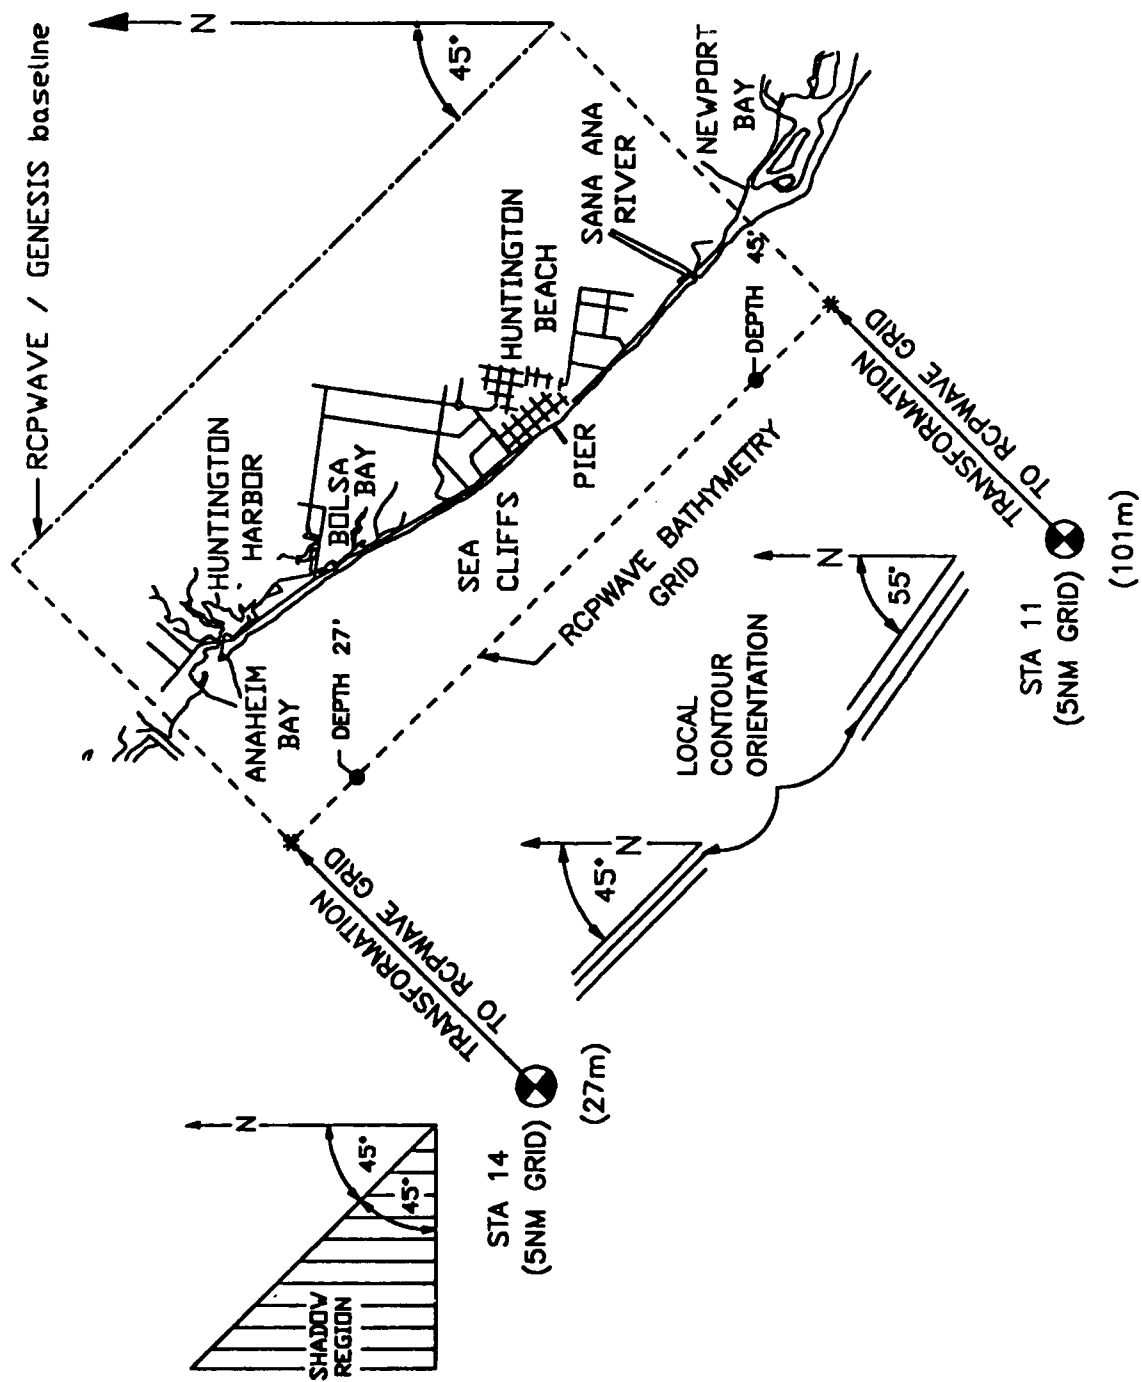 RCPWAVE / GENESIS baseline
N
45°
HUNTINGTON
HARBOR
BOLSA
BAY
ANAHEIM
BAY
DEPTH 27'
SEA
CLIFFS
HUNTINGTON
BEACH
PIER
SANA ANA
RIVER
NEWPORT
BAY
DEPTH 45'
RCPWAVE BATHYMETRY
GRID
TRANSFORMATION
TO RCPWAVE GRID
TRANSFORMATION
TO RCPWAVE GRID
LOCAL
CONTOUR
ORIENTATION
N
45°
N
55°
STA 14
(5NM GRID)
(27m)
STA 11
(5NM GRID)
(101m)
N
45°
45°
SHADOW
REGION